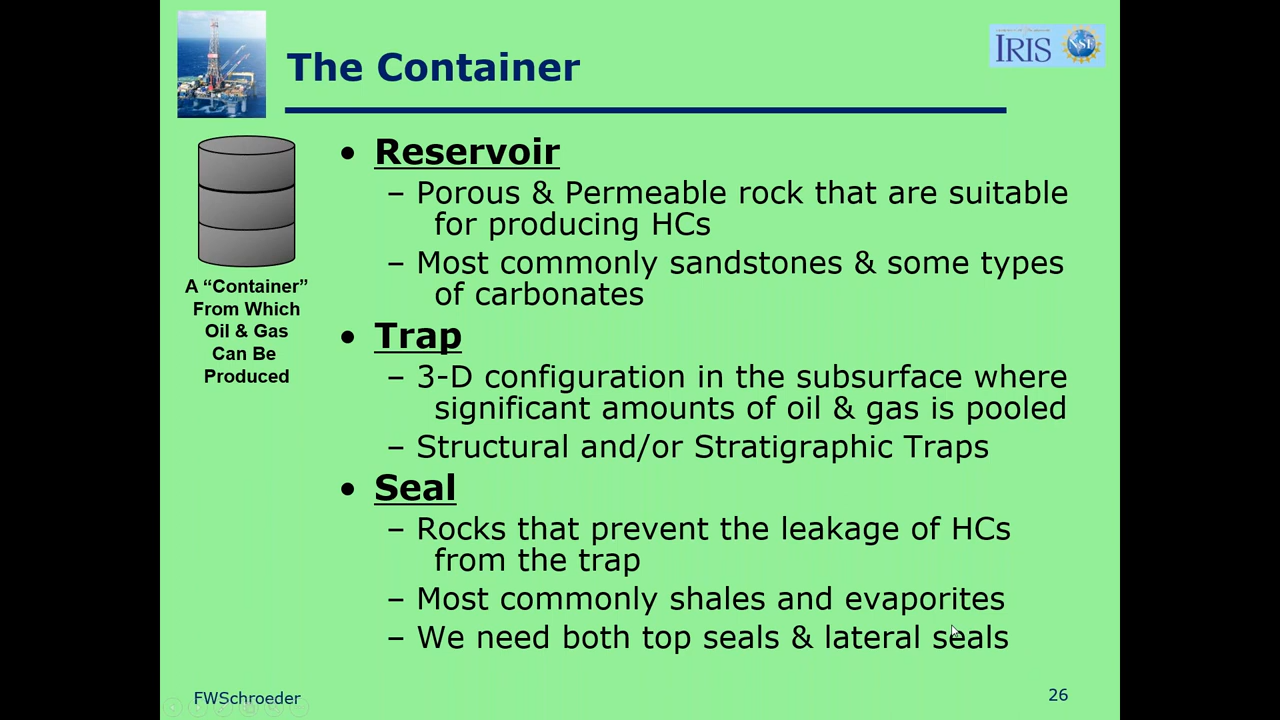 The Container
IRIS
NSF
• Reservoir
– Porous & Permeable rock that are suitable
for producing HCs
– Most commonly sandstones & some types
of carbonates
• Trap
– 3-D configuration in the subsurface where
significant amounts of oil & gas is pooled
– Structural and/or Stratigraphic Traps
• Seal
– Rocks that prevent the leakage of HCs
from the trap
– Most commonly shales and evaporites
– We need both top seals & lateral seals
A “Container”
From Which
Oil & Gas
Can Be
Produced
FWSchroeder
26